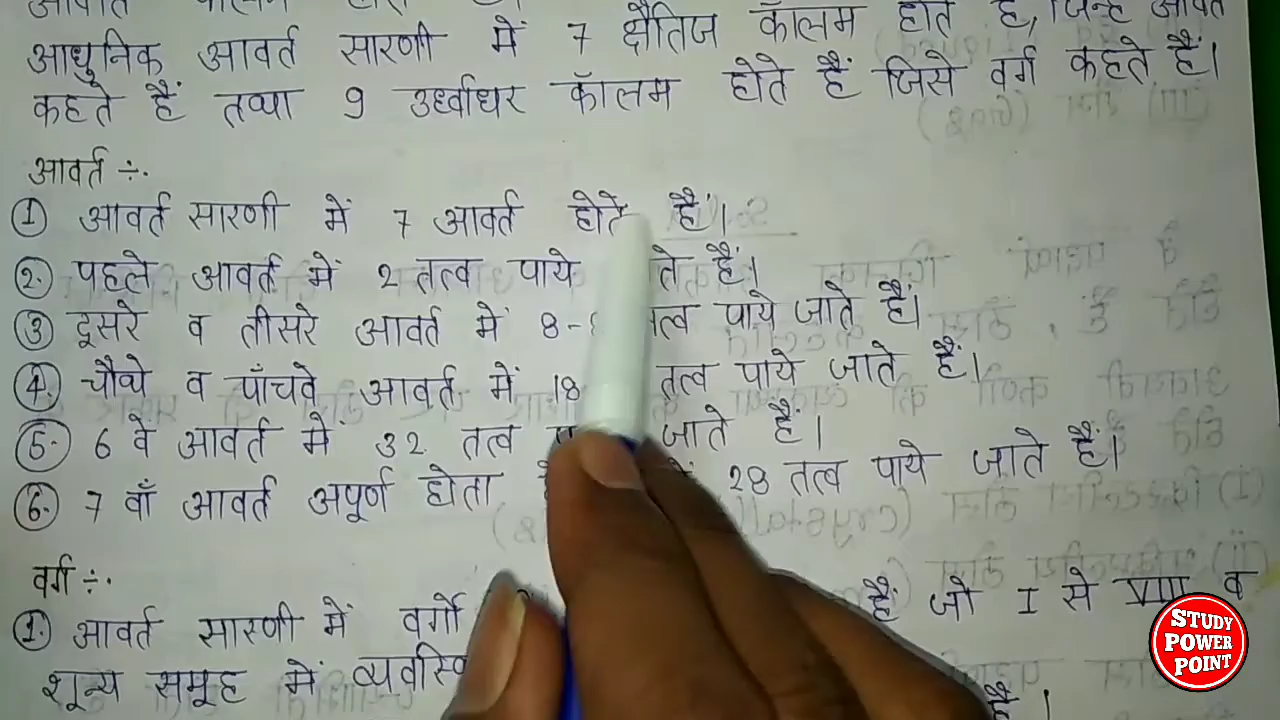 आधुनिक आवर्त सारणी में 7 क्षैतिज कॉलम होते हैं, जिन्हें आवर्त
कहते हैं तथा 9 उर्ध्वाधर कॉलम होते हैं जिसे वर्ग कहते हैं।
आवर्त ÷.
① आवर्त सारणी में 7 आवर्त होते हैं।
②. पहले आवर्त में 2 तत्व पाये ते हैं।
③ दूसरे व तीसरे आवर्त में 8- तत्व पाये जाते हैं।
④. चौथे व पाँचवे आवर्त में 18 तत्व पाये जाते हैं।
⑤. 6 वे आवर्त में 32 तत्व जाते हैं।
⑥. 7 वाँ आवर्त अपूर्ण होता 28 तत्व पाये जाते हैं।
वर्ग ÷.
①. आवर्त सारणी में वर्गो हैं जो I से VIII व
शून्य समूह में हैं।
STUDY
POWER
POINT